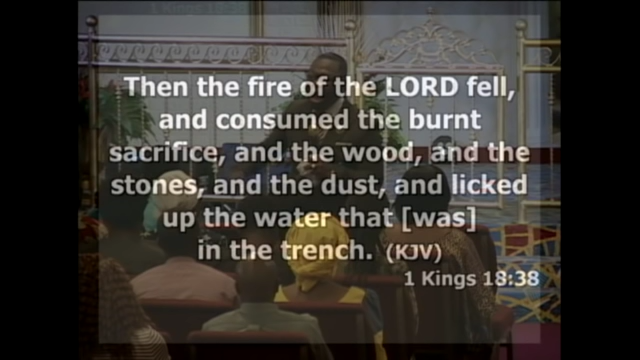 Then the fire of the LORD fell,
and consumed the burnt
sacrifice, and the wood, and the
stones, and the dust, and licked
up the water that [was]
in the trench. (KJV)
1 Kings 18:38